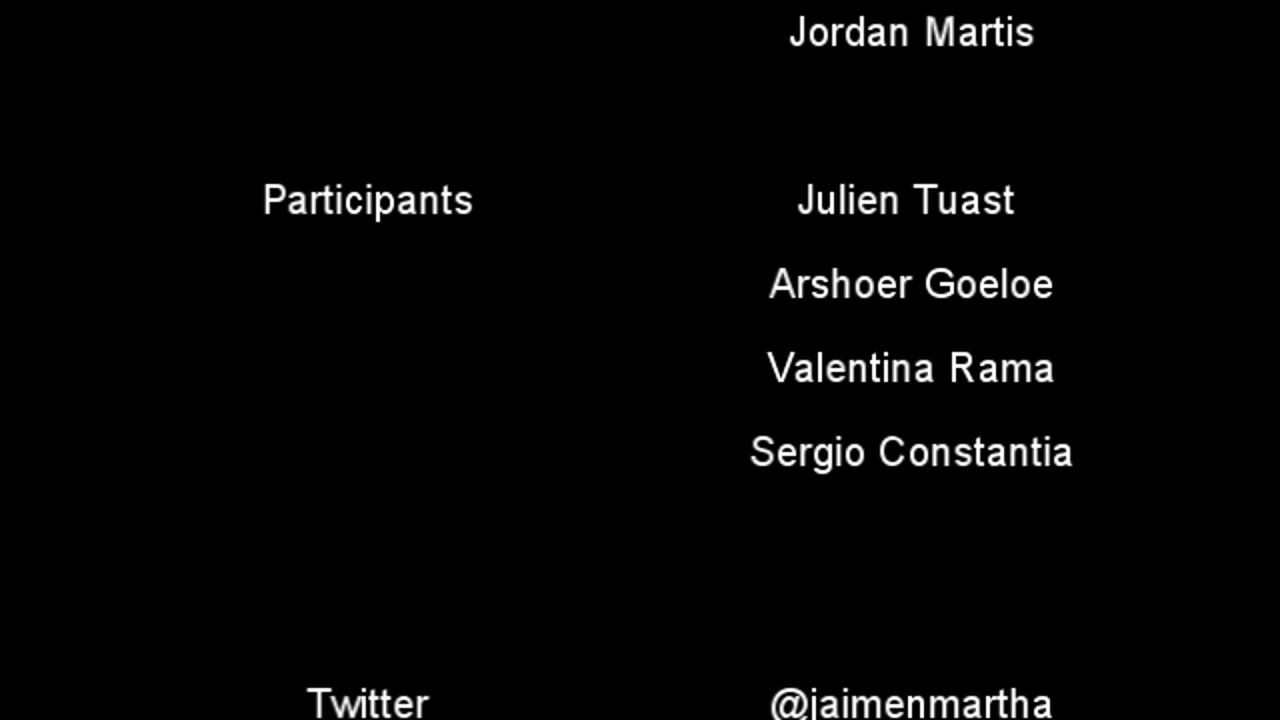 Jordan Martis
Participants Julien Tuast
Arshoer Goeloe
Valentina Rama
Sergio Constantia
Twitter @jaimenmartha